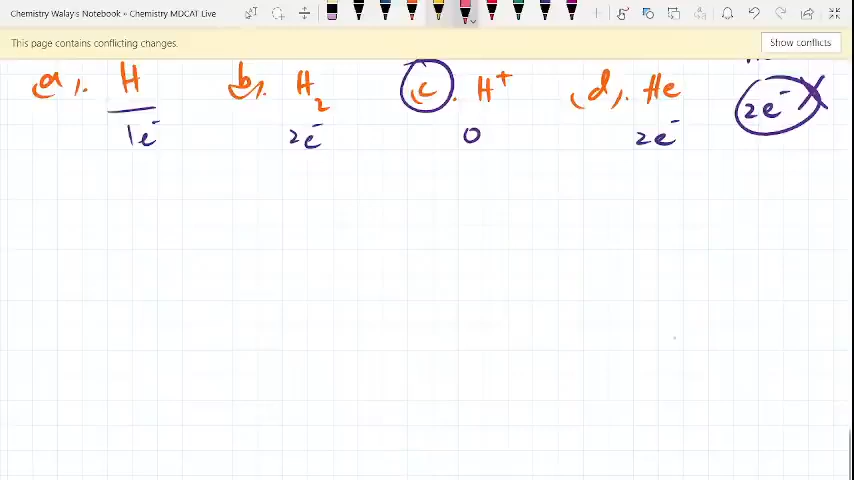 Chemistry Walay's Notebook » Chemistry MDCAT Live
This page contains conflicting changes.
Show conflicts
(a). H (b). H₂ (c). H⁺ (d). He
1e⁻ 2e⁻ 0 2e⁻ 2e⁻